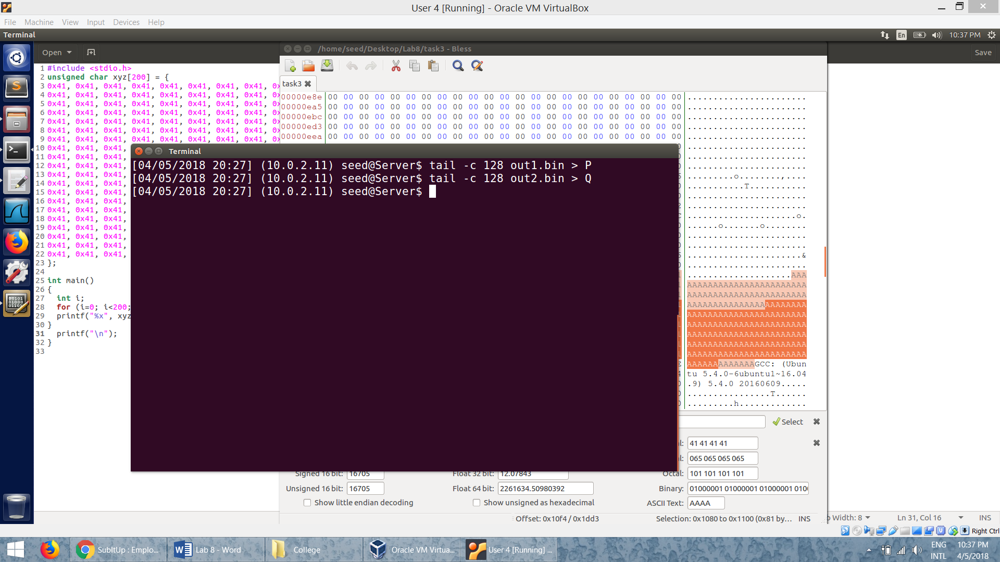 User 4 [Running] - Oracle VM VirtualBox
File Machine View Input Devices Help
Terminal
En
10:37 PM
Open
Save
/home/seed/Desktop/Lab8/task3 - Bless
task3
1 #include <stdio.h>
2 unsigned char xyz[200] = {
3 0x41, 0x41, 0x41, 0x41, 0x41, 0x41, 0x41, 0x41, 0x
4 0x41, 0x41, 0x41, 0x41, 0x41, 0x41, 0x41, 0x41, 0x
5 0x41, 0x41, 0x41, 0x41, 0x41, 0x41, 0x41, 0x41, 0x
6 0x41, 0x41, 0x41, 0x41, 0x41, 0x41, 0x41, 0x41, 0x
7 0x41, 0x41, 0x41, 0x41, 0x41, 0x41, 0x41, 0x41, 0x
8 0x41, 0x41, 0x41, 0x41, 0x41, 0x41, 0x41, 0x41, 0x
9 0x41, 0x41, 0x41, 0x41, 0x41, 0x41, 0x41, 0x41, 0x
10 0x41, 0x41, 0x41,
11 0x41, 0x41, 0x41,
12 0x41, 0x41, 0x41,
13 0x41, 0x41, 0x41,
14 0x41, 0x41, 0x41,
15 0x41, 0x41, 0x41,
16 0x41, 0x41, 0x41,
17 0x41, 0x41, 0x41,
18 0x41, 0x41, 0x41,
19 0x41, 0x41, 0x41,
20 0x41, 0x41, 0x41,
21 0x41, 0x41, 0x41,
22 0x41, 0x41, 0x41,
23 };
24
25 int main()
26 {
27 int i;
28 for (i=0; i<200;
29 printf("%x", xyz
30 }
31 printf("\n");
32 }
33
00000e8e 00 00 00 00 00 00 00 00 00 00 00 00 00 00 00 00 00 00 00 00 00 00 00 .......................
00000ea5 00 00 00 00 00 00 00 00 00 00 00 00 00 00 00 00 00 00 00 00 00 00 00 .......................
00000ebc 00 00 00 00 00 00 00 00 00 00 00 00 00 00 00 00 00 00 00 00 00 00 00 .......................
00000ed3 00 00 00 00 00 00 00 00 00 00 00 00 00 00 00 00 00 00 00 00 00 00 00 .......................
00000eea 00 00 00 00 00 00 00 00 00 00 00 00 00 00 00 00 00 00 00 00 00 00 00 .......................
Terminal
[04/05/2018 20:27] (10.0.2.11) seed@Server$ tail -c 128 out1.bin > P
[04/05/2018 20:27] (10.0.2.11) seed@Server$ tail -c 128 out2.bin > Q
[04/05/2018 20:27] (10.0.2.11) seed@Server$
.......................
.......................
.......................
.........o........,....
...........T...........
.......................
.......................
.....................o.
......o.......o........
.......................
.......................
......................&
.......................
....................AAA
AAAAAAAAAAAAAAAAAAAAAAA
AAAAAAAAAAAAAAAAAAAAAAA
AAAAAAAAAAAAAAAAAAAAAAA
AAAAAAAAAAAAAAAAAAAAAAA
AAAAAAAAAAAAAAAAAAAAAAA
AAAAAAAAAAAAAAAAAAAAAAA
AAAAAAAAAAAAAAAAAAAAAAA
AAAAAAAAAAAAAAAAAAAAAAA
AAAAAAAAAAAAAGCC: (Ubun
tu 5.4.0-6ubuntu1~16.04
.9) 5.4.0 20160609.....
................T......
.........h.............
Select
41 41 41 41
065 065 065 065
Signed 16 bit: 16705 Float 32 bit: 12.07843 Octal: 101 101 101 101
Unsigned 16 bit: 16705 Float 64 bit: 2261634.50980392 Binary: 01000001 01000001 01000001 010
Show little endian decoding Show unsigned as hexadecimal ASCII Text: AAAA
Offset: 0x10f4 / 0x1dd3 Selection: 0x1080 to 0x1100 (0x81 by... INS
Width: 8 Ln 31, Col 16 INS
Right Ctrl
SubItUp : Emplo... Lab 8 - Word College Oracle VM Virtua... User 4 [Running] ...
ENG
INTL
10:37 PM
4/5/2018